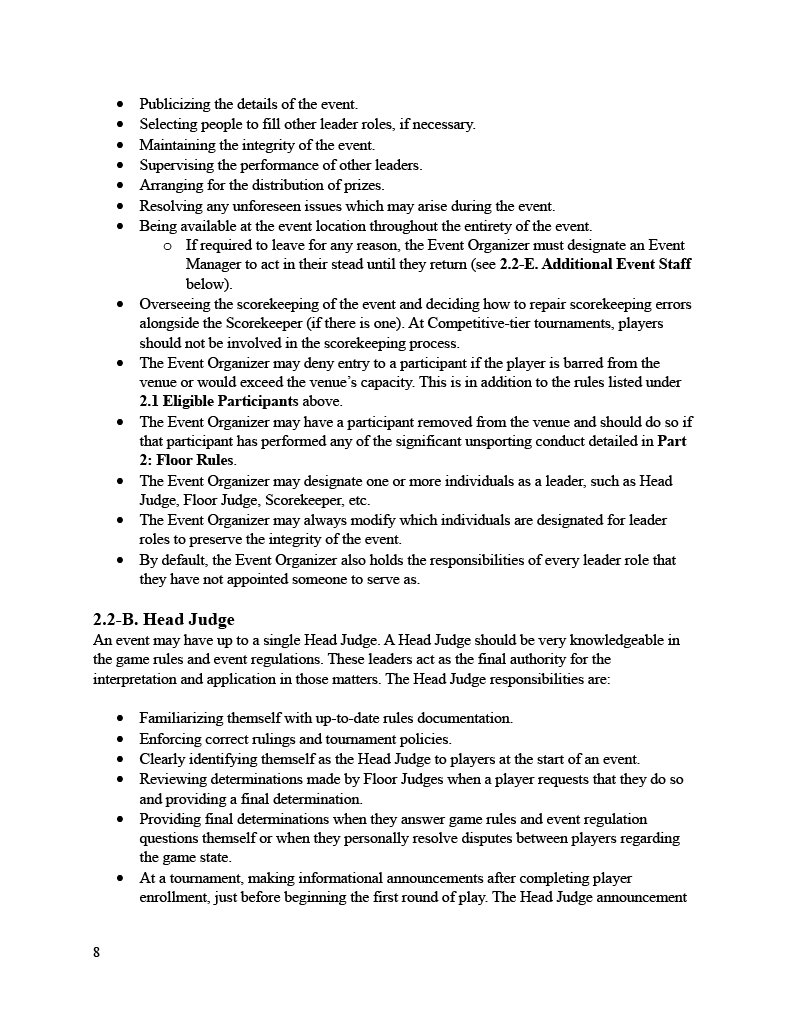 • Publicizing the details of the event.
• Selecting people to fill other leader roles, if necessary.
• Maintaining the integrity of the event.
• Supervising the performance of other leaders.
• Arranging for the distribution of prizes.
• Resolving any unforeseen issues which may arise during the event.
• Being available at the event location throughout the entirety of the event.
o If required to leave for any reason, the Event Organizer must designate an Event
Manager to act in their stead until they return (see 2.2-E. Additional Event Staff
below).
• Overseeing the scorekeeping of the event and deciding how to repair scorekeeping errors
alongside the Scorekeeper (if there is one). At Competitive-tier tournaments, players
should not be involved in the scorekeeping process.
• The Event Organizer may deny entry to a participant if the player is barred from the
venue or would exceed the venue’s capacity. This is in addition to the rules listed under
2.1 Eligible Participants above.
• The Event Organizer may have a participant removed from the venue and should do so if
that participant has performed any of the significant unsporting conduct detailed in Part
2: Floor Rules.
• The Event Organizer may designate one or more individuals as a leader, such as Head
Judge, Floor Judge, Scorekeeper, etc.
• The Event Organizer may always modify which individuals are designated for leader
roles to preserve the integrity of the event.
• By default, the Event Organizer also holds the responsibilities of every leader role that
they have not appointed someone to serve as.
2.2-B. Head Judge
An event may have up to a single Head Judge. A Head Judge should be very knowledgeable in
the game rules and event regulations. These leaders act as the final authority for the
interpretation and application in those matters. The Head Judge responsibilities are:
• Familiarizing themself with up-to-date rules documentation.
• Enforcing correct rulings and tournament policies.
• Clearly identifying themself as the Head Judge to players at the start of an event.
• Reviewing determinations made by Floor Judges when a player requests that they do so
and providing a final determination.
• Providing final determinations when they answer game rules and event regulation
questions themself or when they personally resolve disputes between players regarding
the game state.
• At a tournament, making informational announcements after completing player
enrollment, just before beginning the first round of play. The Head Judge announcement
8